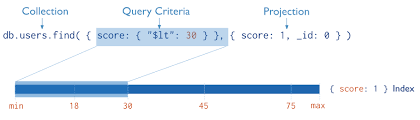 Collection Query Criteria Projection
db.users.find( { score: { "$lt": 30 } }, { score: 1, _id: 0 } )
{ score: 1 } Index
min 18 30 45 75 max